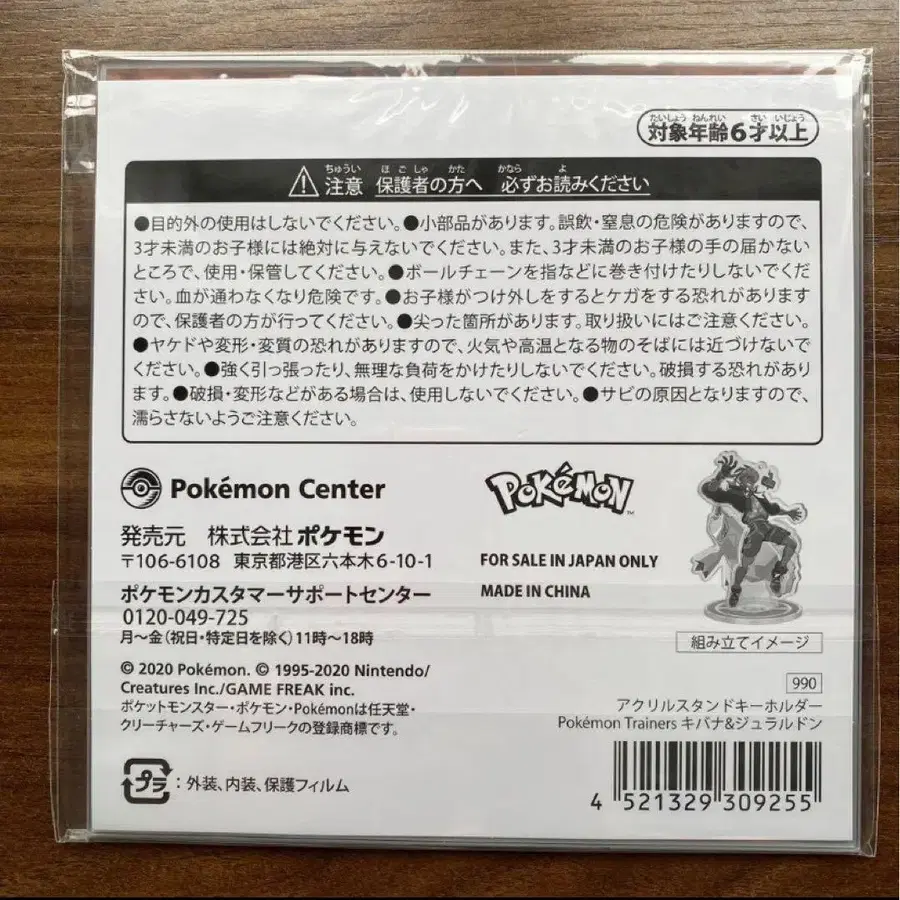 たいしょう ねんれい さい いじょう
対象年齢6才以上
ちゅうい ほごしゃ かた かなら よ
注意 保護者の方へ 必ずお読みください
●目的外の使用はしないでください。●小部品があります。誤飲・窒息の危険がありますので、
3才未満のお子様には絶対に与えないでください。また、3才未満のお子様の手の届かない
ところで、使用・保管してください。●ボールチェーンを指などに巻き付けたりしないでくだ
さい。血が通わなくなり危険です。●お子様がつけ外しをするとケガをする恐れがあります
ので、保護者の方が行ってください。●尖った箇所があります。取り扱いにはご注意ください。
●ヤケドや変形・変質の恐れがありますので、火気や高温となる物のそばには近づけないで
ください。●強く引っ張ったり、無理な負荷をかけたりしないでください。破損する恐れがあり
ます。●破損・変形などがある場合は、使用しないでください。●サビの原因となりますので、
濡らさないようご注意ください。
Pokémon Center
発売元 株式会社ポケモン
〒106-6108 東京都港区六本木6-10-1
ポケモンカスタマーサポートセンター
0120-049-725
月～金(祝日・特定日を除く)11時～18時
© 2020 Pokémon. © 1995-2020 Nintendo/
Creatures Inc./GAME FREAK inc.
ポケットモンスター・ポケモン・Pokémonは任天堂・
クリーチャーズ・ゲームフリークの登録商標です。
プラ:外装、内装、保護フィルム
POKéMON™
FOR SALE IN JAPAN ONLY
MADE IN CHINA
組み立てイメージ
990
アクリルスタンドキーホルダー
Pokémon Trainers キバナ&ジュラルドン
4 521329 309255